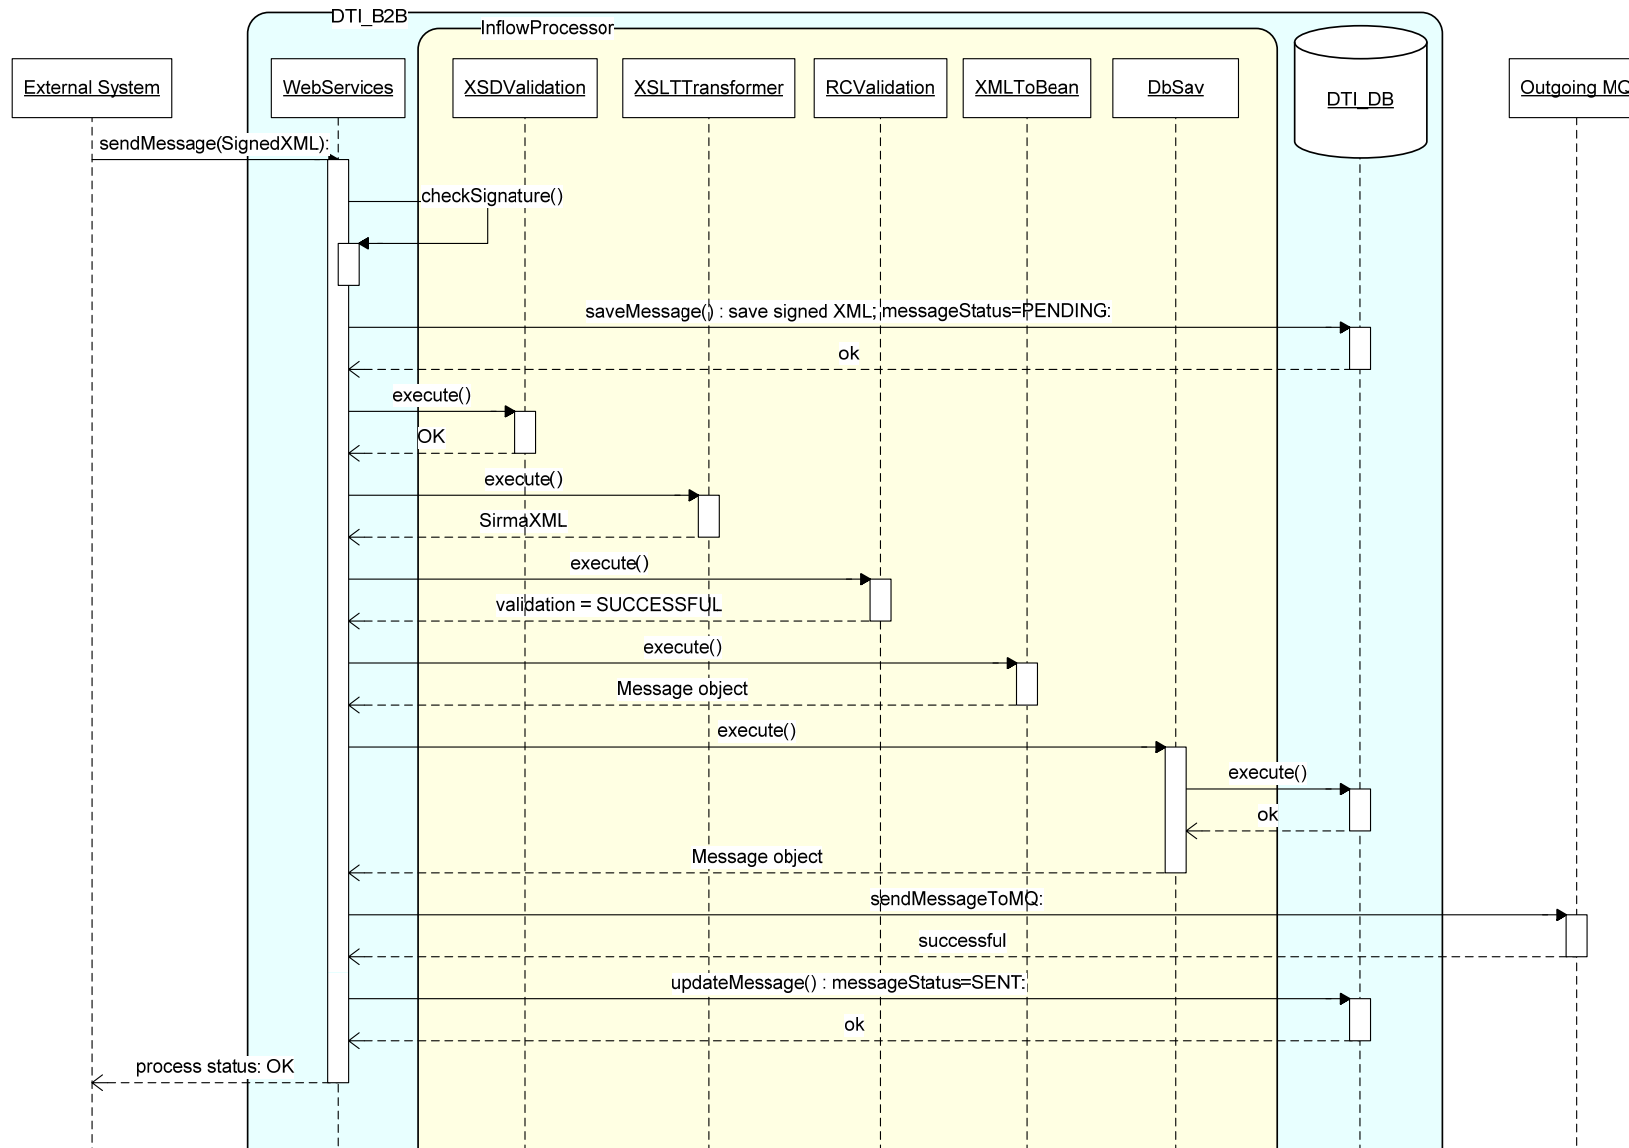 DTI_B2B
InflowProcessor
External System
WebServices
XSDValidation
XSLTTransformer
RCValidation
XMLToBean
DbSav
DTI_DB
Outgoing MQ
sendMessage(SignedXML):
checkSignature()
saveMessage() : save signed XML; messageStatus=PENDING:
ok
execute()
OK
execute()
SirmaXML
execute()
validation = SUCCESSFUL
execute()
Message object
execute()
execute()
ok
Message object
sendMessageToMQ:
successful
updateMessage() : messageStatus=SENT:
ok
process status: OK